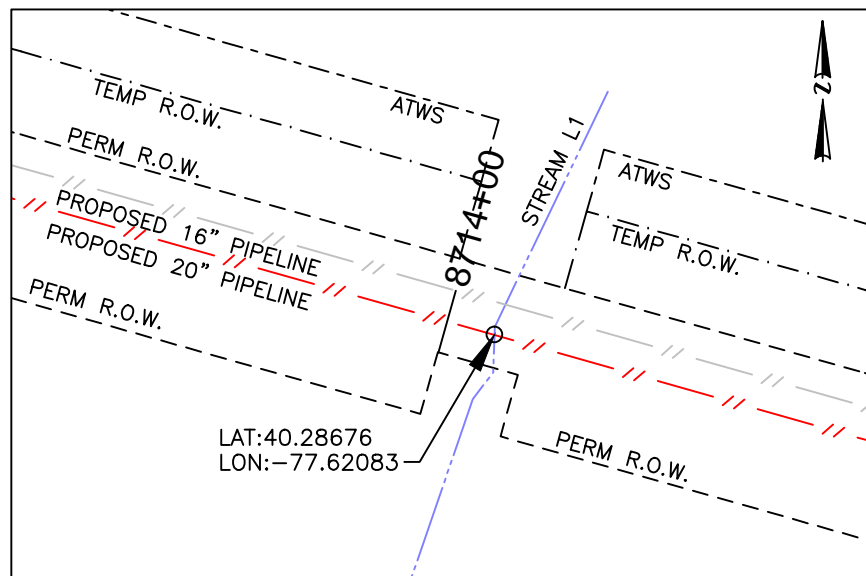 TEMP R.O.W.
ATWS
PERM R.O.W.
PROPOSED 16" PIPELINE
PROPOSED 20" PIPELINE
PERM R.O.W.
8714+00
STREAM L1
ATWS
TEMP R.O.W.
PERM R.O.W.
LAT:40.28676
LON:-77.62083
N